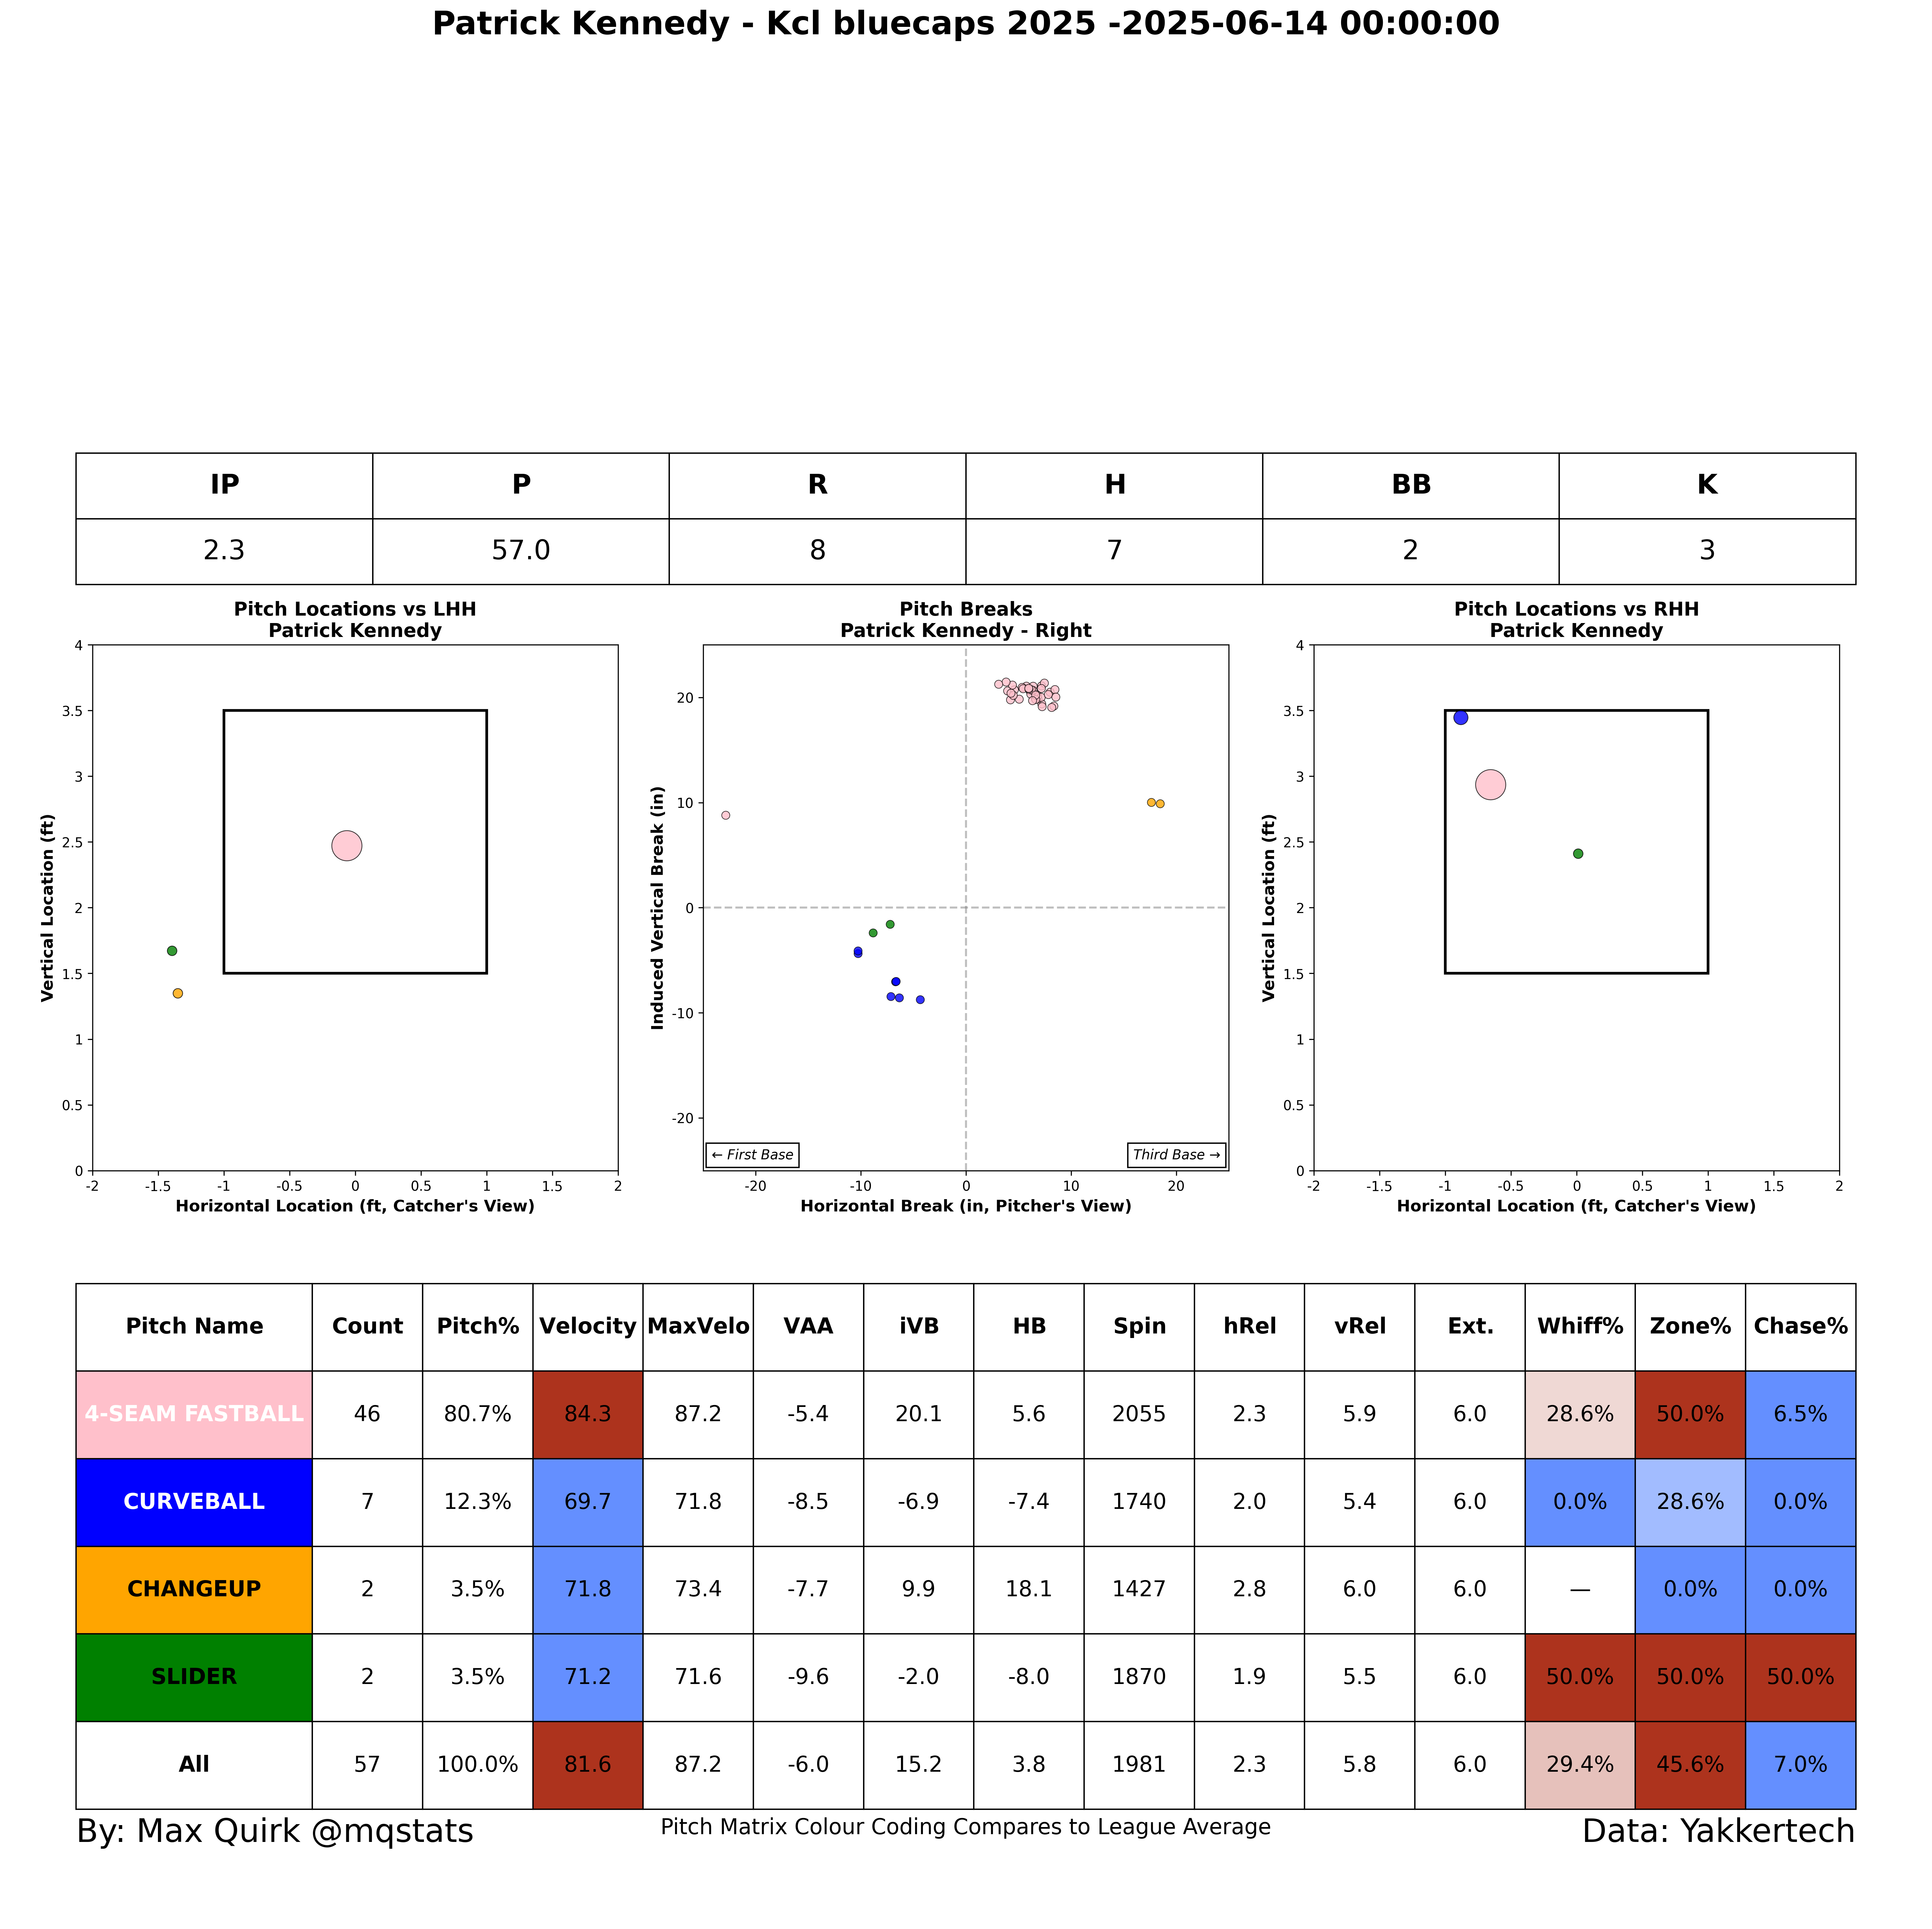 Patrick Kennedy - Kcl bluecaps 2025 -2025-06-14 00:00:00
IP P R H BB K
2.3 57.0 8 7 2 3
Pitch Locations vs LHH
Patrick Kennedy
4
3.5
3
2.5
2
1.5
1
0.5
0
-2 -1.5 -1 -0.5 0 0.5 1 1.5 2
Vertical Location (ft)
Horizontal Location (ft, Catcher's View)
Pitch Breaks
Patrick Kennedy - Right
20
10
0
-10
-20
-20 -10 0 10 20
Induced Vertical Break (in)
← First Base
Third Base →
Horizontal Break (in, Pitcher's View)
Pitch Locations vs RHH
Patrick Kennedy
4
3.5
3
2.5
2
1.5
1
0.5
0
-2 -1.5 -1 -0.5 0 0.5 1 1.5 2
Vertical Location (ft)
Horizontal Location (ft, Catcher's View)
Pitch Name Count Pitch% Velocity MaxVelo VAA iVB HB Spin hRel vRel Ext. Whiff% Zone% Chase%
4-SEAM FASTBALL 46 80.7% 84.3 87.2 -5.4 20.1 5.6 2055 2.3 5.9 6.0 28.6% 50.0% 6.5%
CURVEBALL 7 12.3% 69.7 71.8 -8.5 -6.9 -7.4 1740 2.0 5.4 6.0 0.0% 28.6% 0.0%
CHANGEUP 2 3.5% 71.8 73.4 -7.7 9.9 18.1 1427 2.8 6.0 6.0 — 0.0% 0.0%
SLIDER 2 3.5% 71.2 71.6 -9.6 -2.0 -8.0 1870 1.9 5.5 6.0 50.0% 50.0% 50.0%
All 57 100.0% 81.6 87.2 -6.0 15.2 3.8 1981 2.3 5.8 6.0 29.4% 45.6% 7.0%
By: Max Quirk @mqstats
Pitch Matrix Colour Coding Compares to League Average
Data: Yakkertech